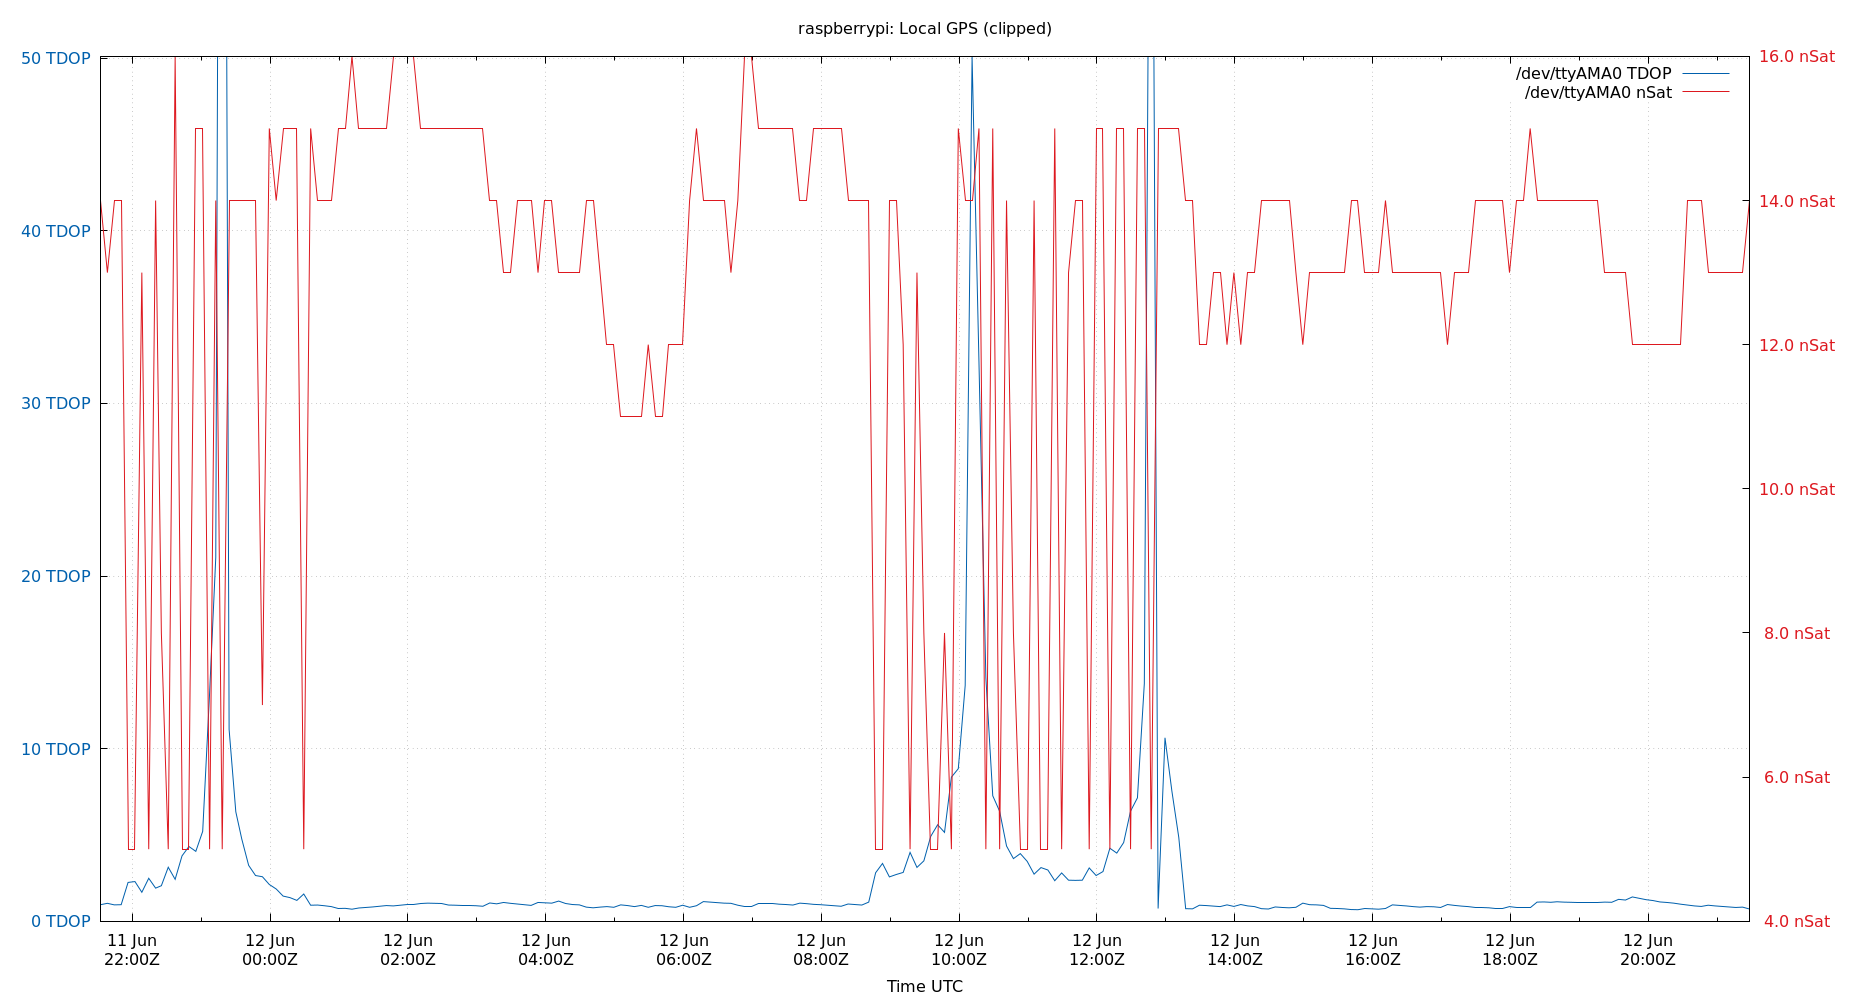 raspberrypi: Local GPS (clipped)
50 TDOP
40 TDOP
30 TDOP
20 TDOP
10 TDOP
0 TDOP
16.0 nSat
14.0 nSat
12.0 nSat
10.0 nSat
8.0 nSat
6.0 nSat
4.0 nSat
/dev/ttyAMA0 TDOP
/dev/ttyAMA0 nSat
11 Jun 12 Jun 12 Jun 12 Jun 12 Jun 12 Jun 12 Jun 12 Jun 12 Jun 12 Jun 12 Jun 12 Jun
22:00Z 00:00Z 02:00Z 04:00Z 06:00Z 08:00Z 10:00Z 12:00Z 14:00Z 16:00Z 18:00Z 20:00Z
Time UTC